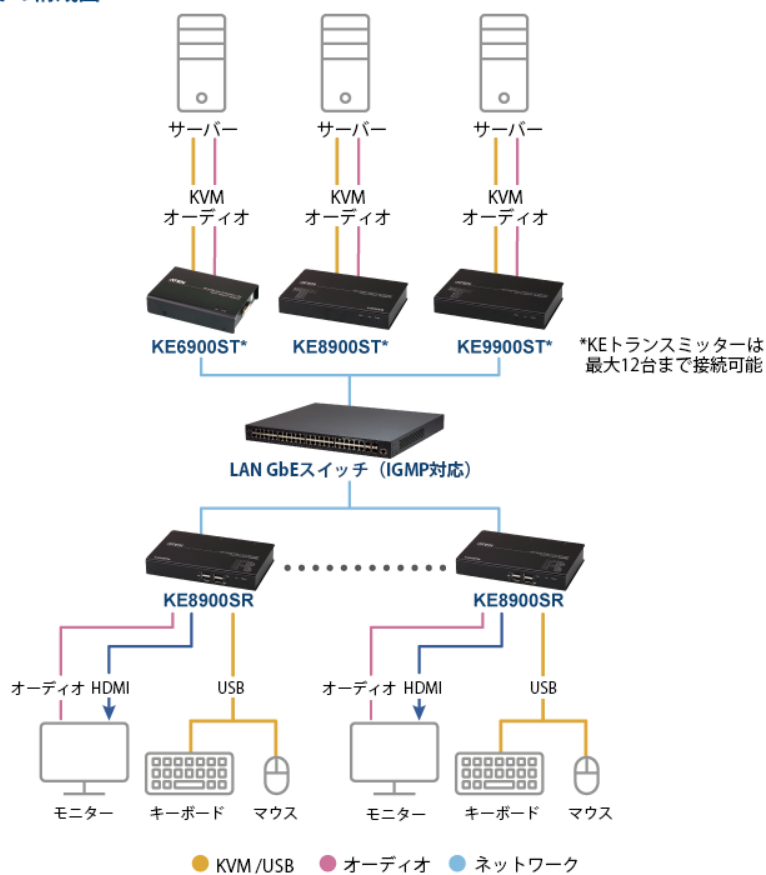 サーバー
サーバー
サーバー
KVM
オーディオ
KVM
オーディオ
KVM
オーディオ
KE6900ST*
KE8900ST*
KE9900ST*
*KEトランスミッターは
最大12台まで接続可能
LAN GbEスイッチ（IGMP対応）
KE8900SR
KE8900SR
オーディオ HDMI
USB
オーディオ HDMI
USB
モニター
キーボード
マウス
モニター
キーボード
マウス
KVM /USB
オーディオ
ネットワーク